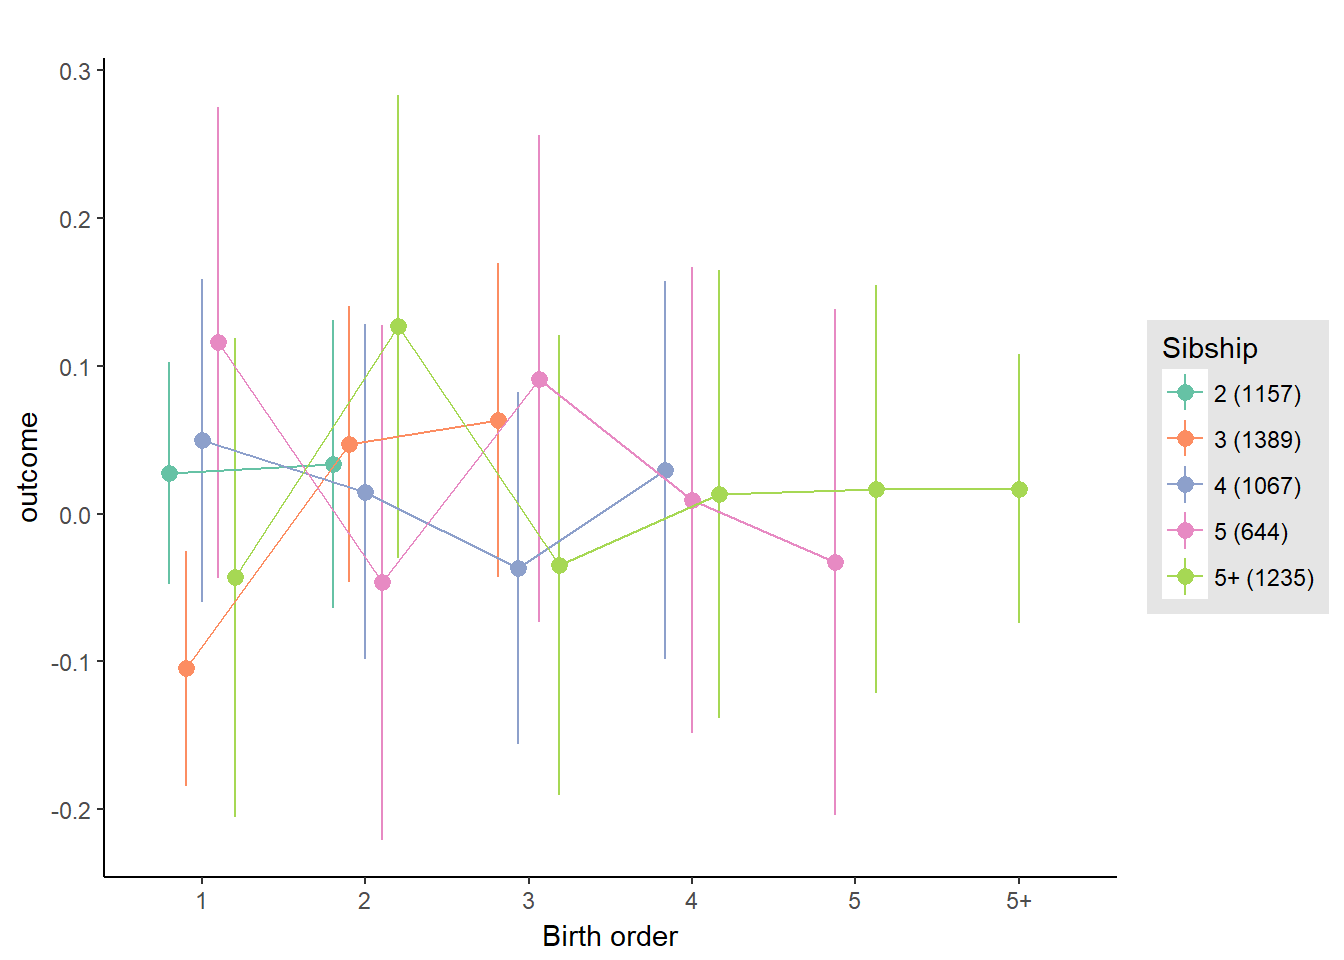 0.3
0.2
0.1
0.0
-0.1
-0.2
outcome
1 2 3 4 5 5+
Birth order
Sibship
2 (1157)
3 (1389)
4 (1067)
5 (644)
5+ (1235)